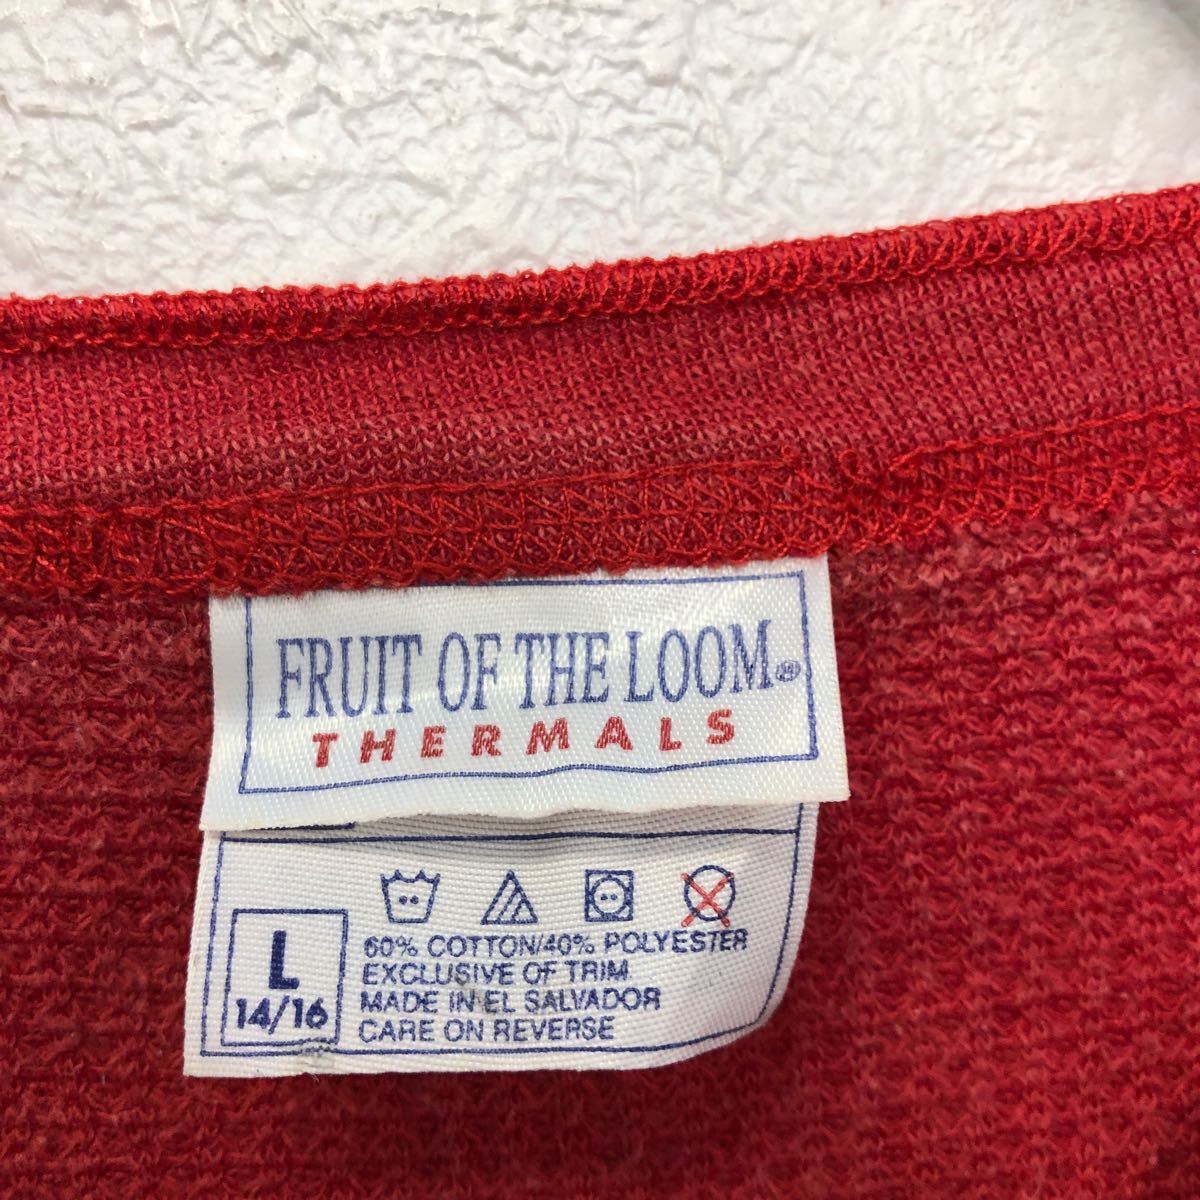 FRUIT OF THE LOOM®
THERMALS
L
14/16
60% COTTON/40% POLYESTER
EXCLUSIVE OF TRIM
MADE IN EL SALVADOR
CARE ON REVERSE